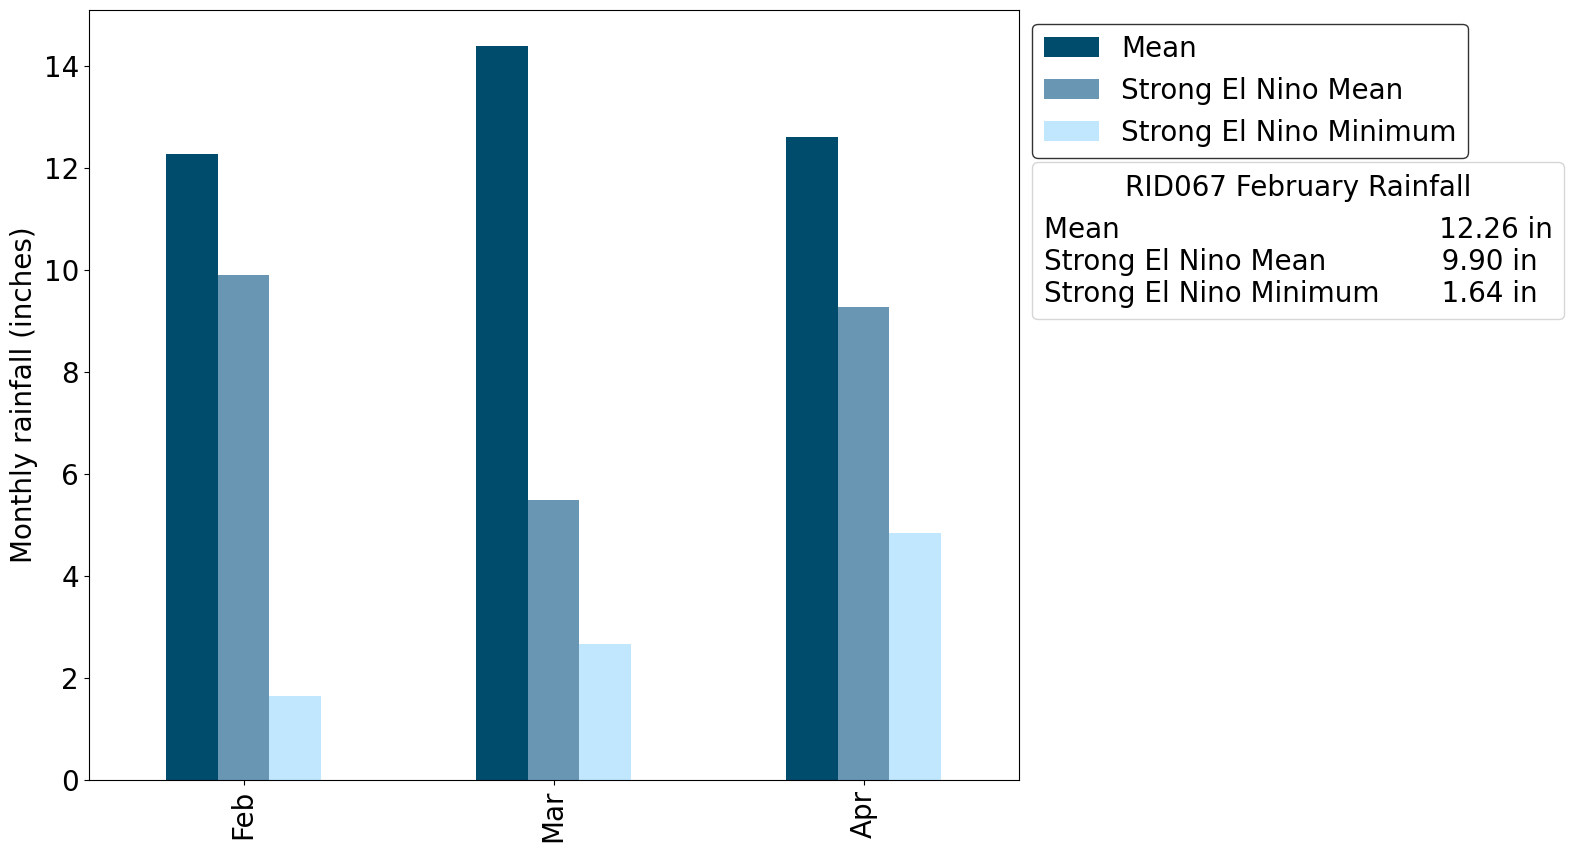 Monthly rainfall (inches)
14
12
10
8
6
4
2
0
Feb
Mar
Apr
Mean
Strong El Nino Mean
Strong El Nino Minimum
RID067 February Rainfall
Mean 12.26 in
Strong El Nino Mean 9.90 in
Strong El Nino Minimum 1.64 in